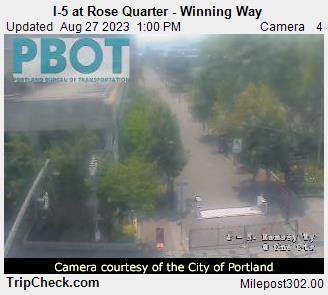 I-5 at Rose Quarter - Winning Way
Updated Aug 27 2023 1:00 PM Camera 4
PBOT
PORTLAND BUREAU OF TRANSPORTATION
Camera courtesy of the City of Portland
TripCheck.com Milepost302.00